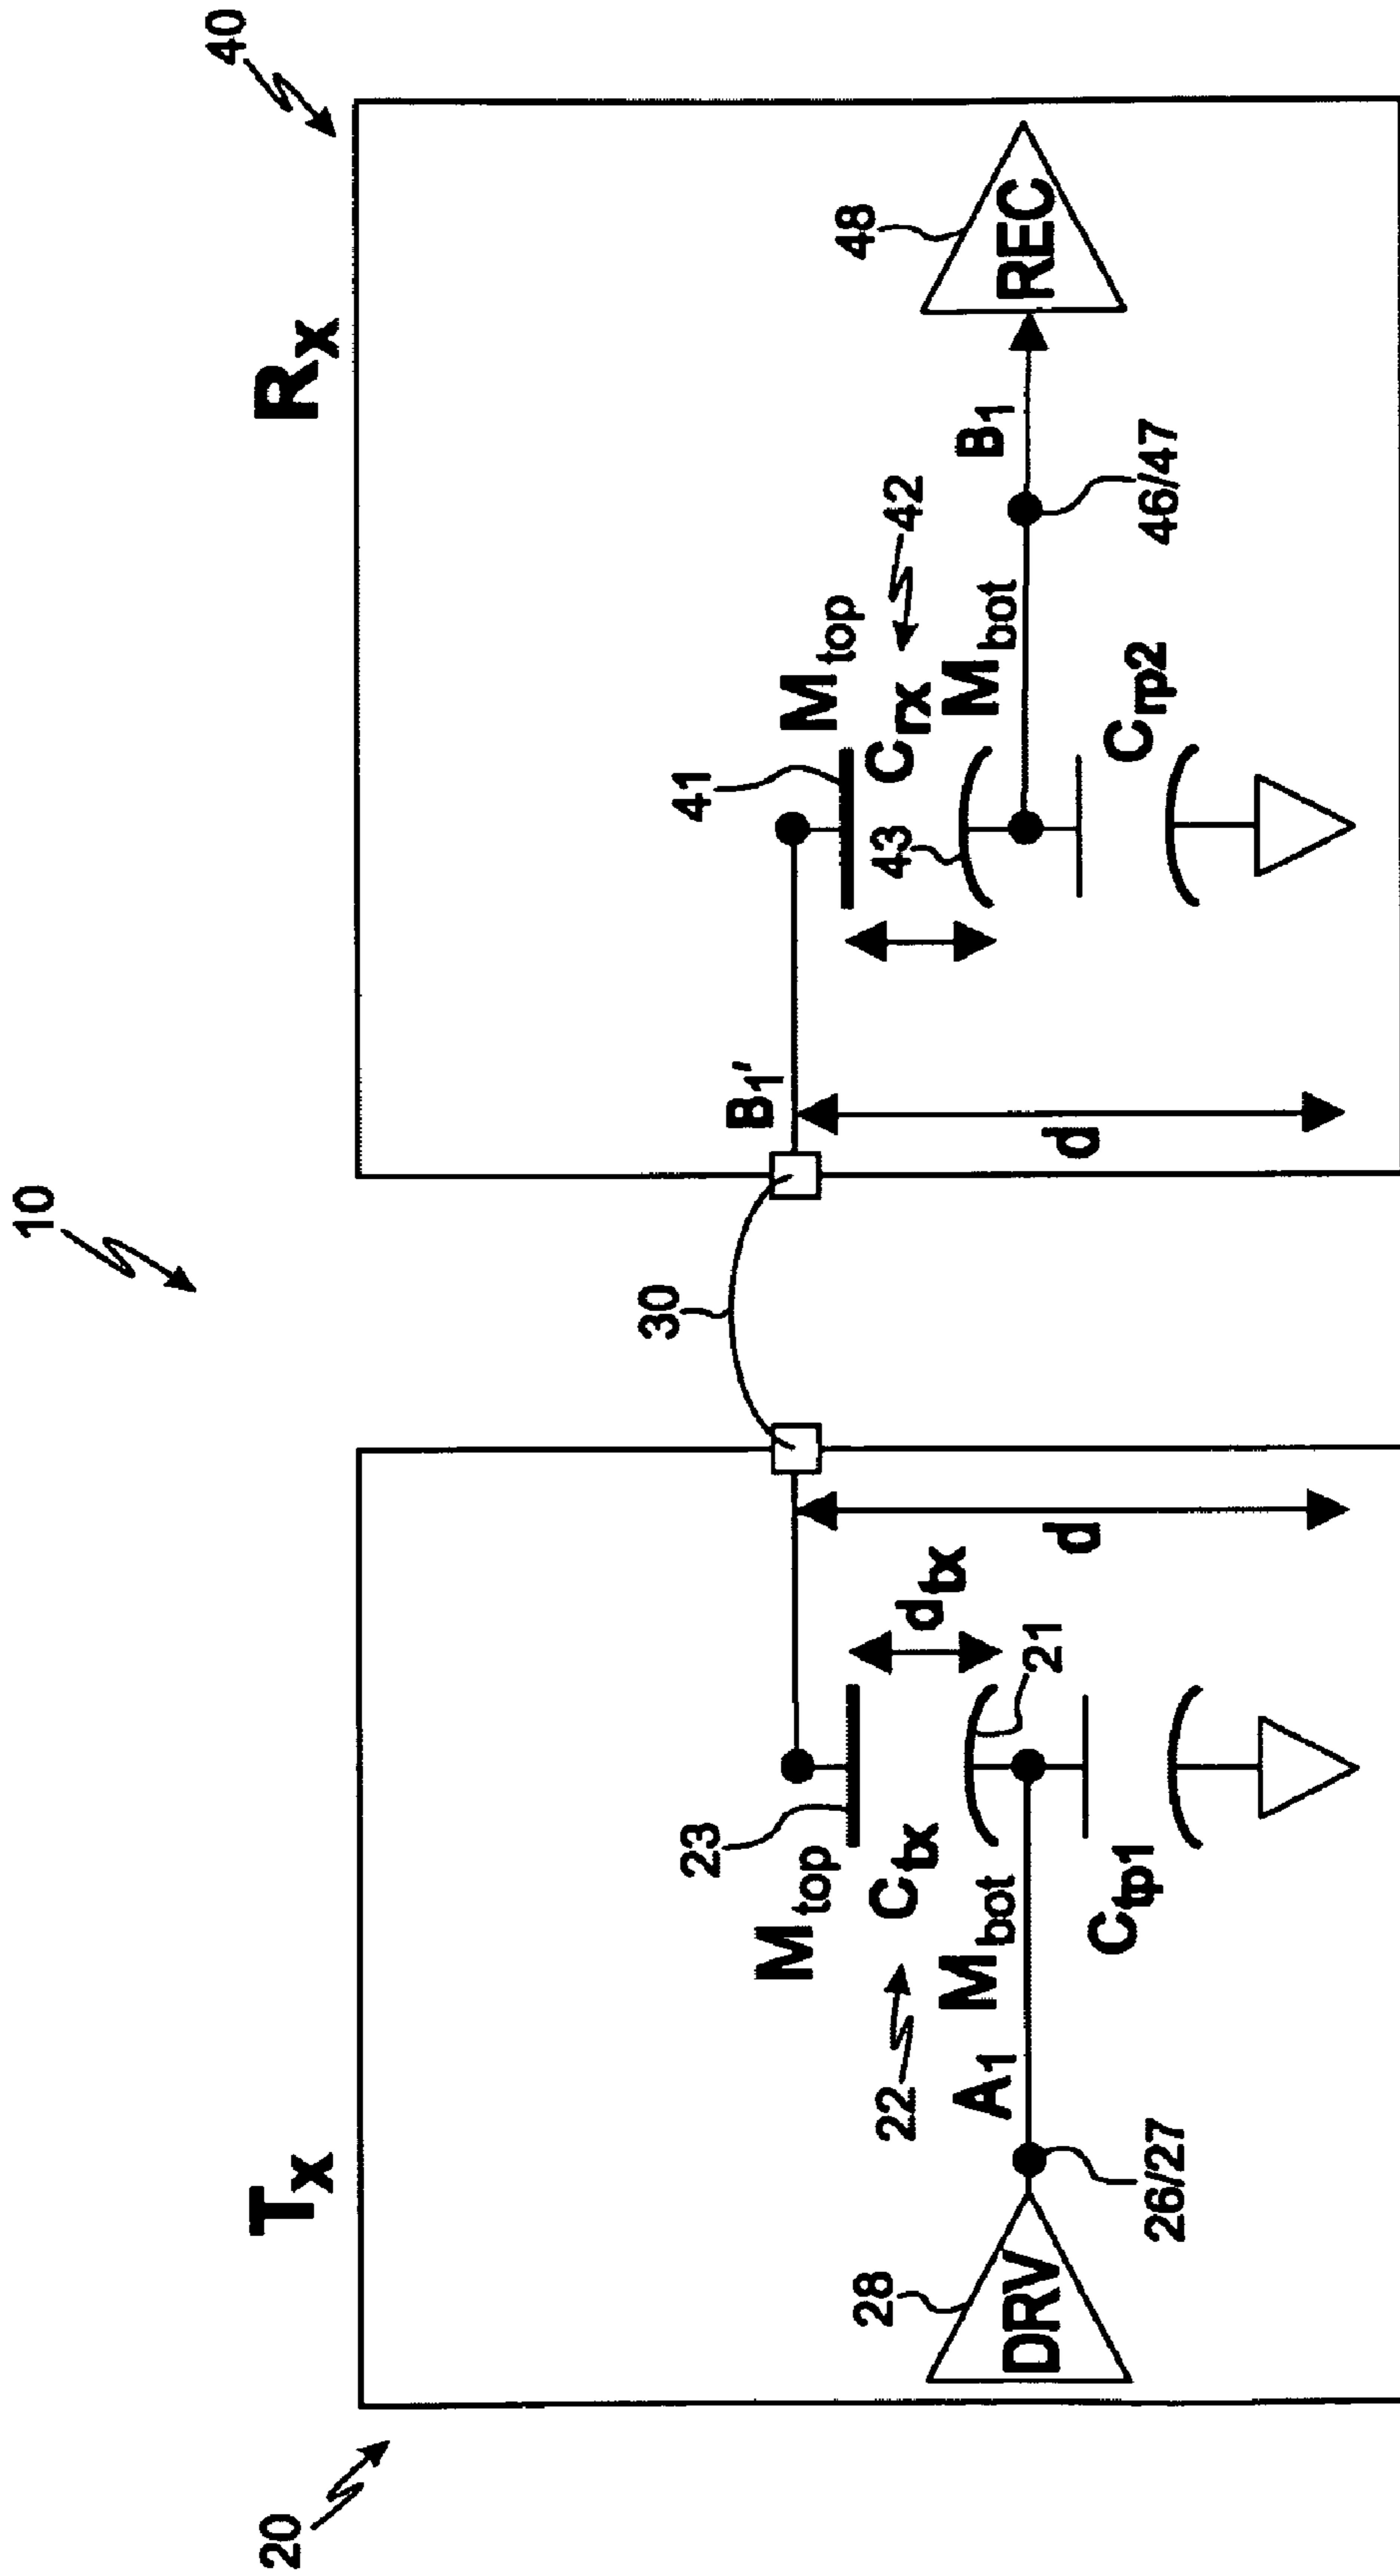 10
20
40
Tx
Rx
30
23
Mtop
Ctx
22
dtx
Mbot
A1
21
28
DRV
26/27
Ctp1
d
B1'
d
41
Mtop
Crx
42
43
Mbot
B1
48
REC
46/47
Crp2